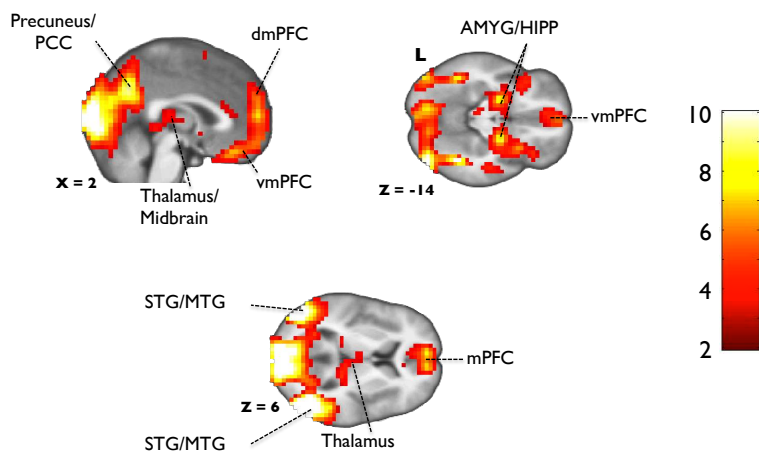 Precuneus/
PCC
dmPFC
vmPFC
Thalamus/
Midbrain
X = 2
AMYG/HIPP
L
vmPFC
Z = -14
10
8
6
4
2
STG/MTG
mPFC
Z = 6
Thalamus
STG/MTG